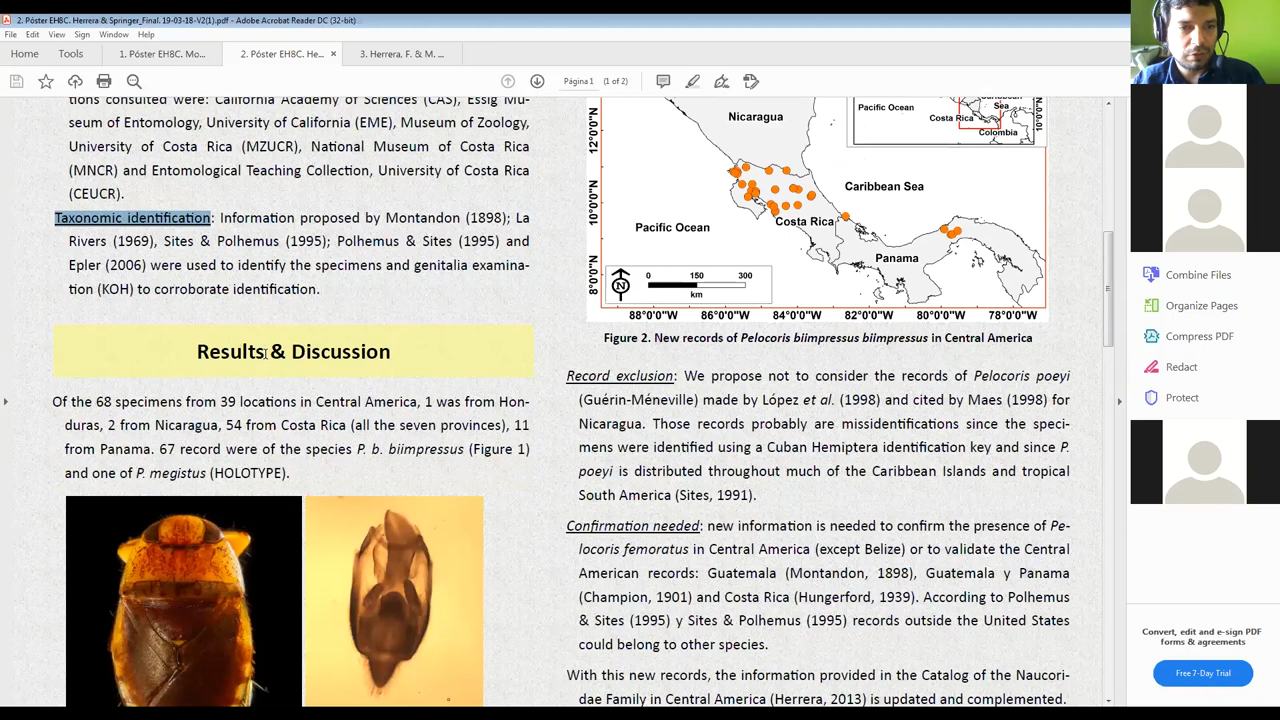 2. Póster EH8C. Herrera & Springer_Final. 19-03-18-V2(1).pdf - Adobe Acrobat Reader DC (32-bit)
File Edit View Sign Window Help
Home Tools 1. Póster EH8C. Mo... 2. Póster EH8C. He... × 3. Herrera, F. & M. ...
Página 1 (1 of 2)
tions consulted were: California Academy of Sciences (CAS), Essig Mu-
seum of Entomology, University of California (EME), Museum of Zoology,
University of Costa Rica (MZUCR), National Museum of Costa Rica
(MNCR) and Entomological Teaching Collection, University of Costa Rica
(CEUCR).
Taxonomic identification: Information proposed by Montandon (1898); La
Rivers (1969), Sites & Polhemus (1995); Polhemus & Sites (1995) and
Epler (2006) were used to identify the specimens and genitalia examina-
tion (KOH) to corroborate identification.
Results & Discussion
Of the 68 specimens from 39 locations in Central America, 1 was from Hon-
duras, 2 from Nicaragua, 54 from Costa Rica (all the seven provinces), 11
from Panama. 67 record were of the species P. b. biimpressus (Figure 1)
and one of P. megistus (HOLOTYPE).
Pacific Ocean
Caribbean
Sea
Costa Rica
Colombia
10°0'0"N
12°0'0"N
10°0'0"N
8°0'0"N
Nicaragua
Caribbean Sea
Costa Rica
Pacific Ocean
Panama
N
0 150 300
km
88°0'0"W 86°0'0"W 84°0'0"W 82°0'0"W 80°0'0"W 78°0'0"W
Figure 2. New records of Pelocoris biimpressus biimpressus in Central America
Record exclusion: We propose not to consider the records of Pelocoris poeyi
(Guérin-Méneville) made by López et al. (1998) and cited by Maes (1998) for
Nicaragua. Those records probably are missidentifications since the speci-
mens were identified using a Cuban Hemiptera identification key and since P.
poeyi is distributed throughout much of the Caribbean Islands and tropical
South America (Sites, 1991).
Confirmation needed: new information is needed to confirm the presence of Pe-
locoris femoratus in Central America (except Belize) or to validate the Central
American records: Guatemala (Montandon, 1898), Guatemala y Panama
(Champion, 1901) and Costa Rica (Hungerford, 1939). According to Polhemus
& Sites (1995) y Sites & Polhemus (1995) records outside the United States
could belong to other species.
With this new records, the information provided in the Catalog of the Naucori-
dae Family in Central America (Herrera, 2013) is updated and complemented.
Combine Files
Organize Pages
Compress PDF
Redact
Protect
Convert, edit and e-sign PDF
forms & agreements
Free 7-Day Trial